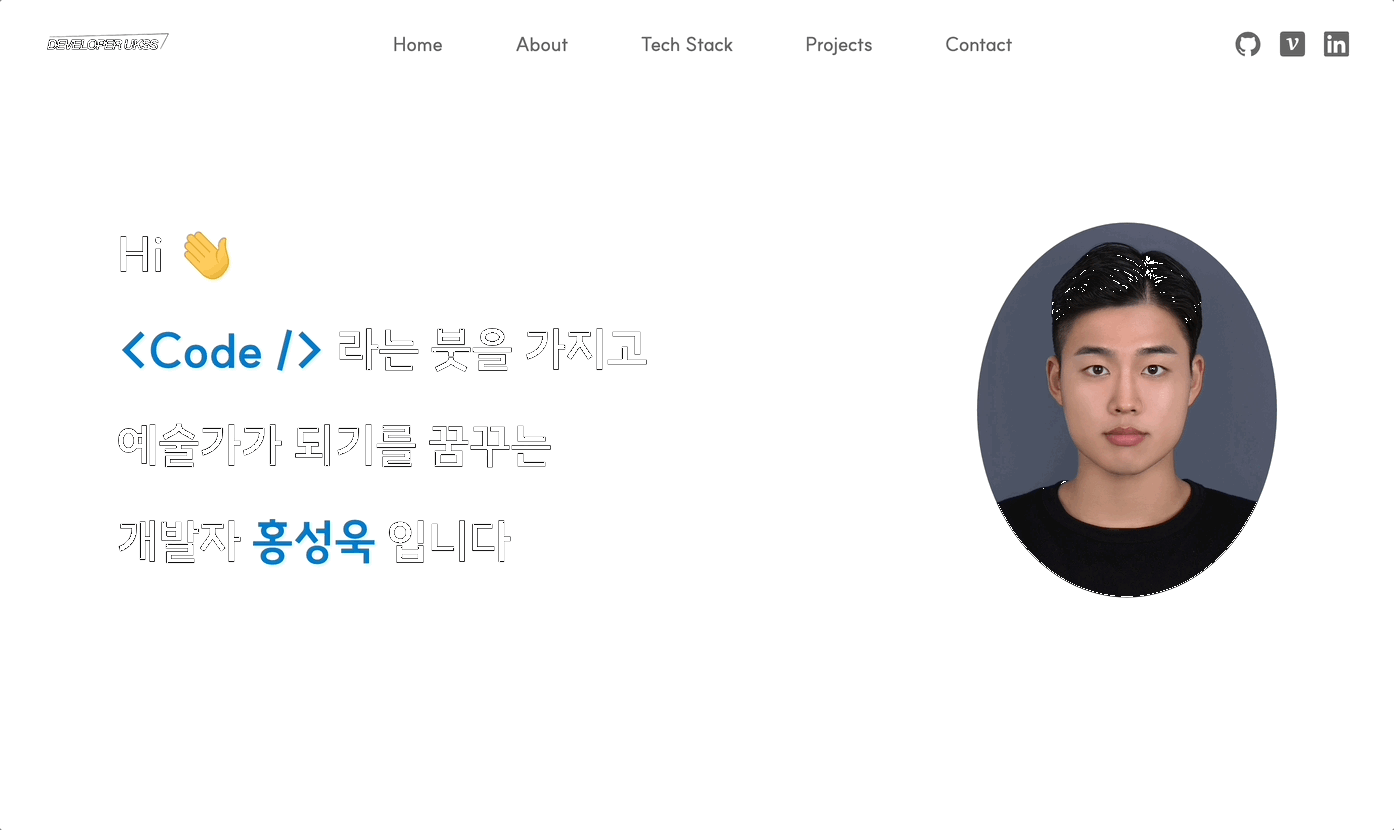 DEVELOPER UKSS
Home About Tech Stack Projects Contact
Hi 👋
<Code /> 라는 붓을 가지고
예술가가 되기를 꿈꾸는
개발자 홍성욱 입니다